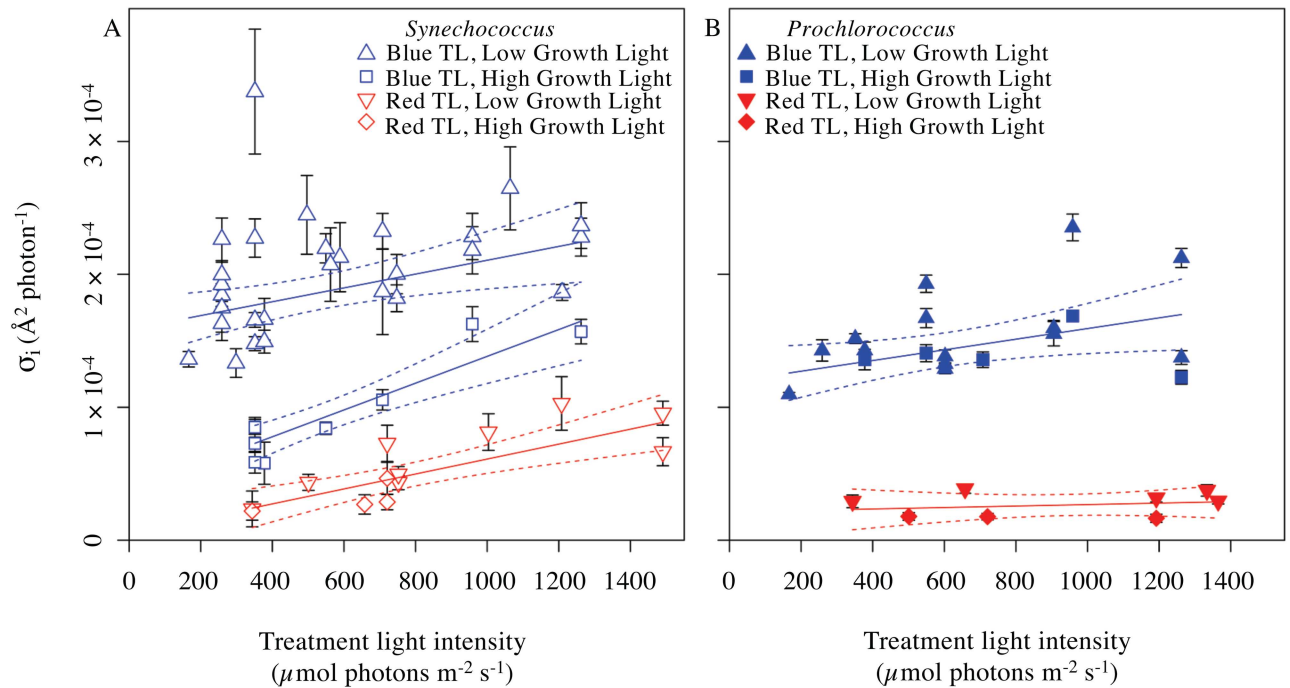 A
Synechococcus
Blue TL, Low Growth Light
Blue TL, High Growth Light
Red TL, Low Growth Light
Red TL, High Growth Light
B
Prochlorococcus
Blue TL, Low Growth Light
Blue TL, High Growth Light
Red TL, Low Growth Light
Red TL, High Growth Light
σi (Å² photon⁻¹)
3 × 10⁻⁴
2 × 10⁻⁴
1 × 10⁻⁴
0
0 200 400 600 800 1000 1200 1400
0 200 400 600 800 1000 1200 1400
Treatment light intensity
(µmol photons m⁻² s⁻¹)
Treatment light intensity
(µmol photons m⁻² s⁻¹)